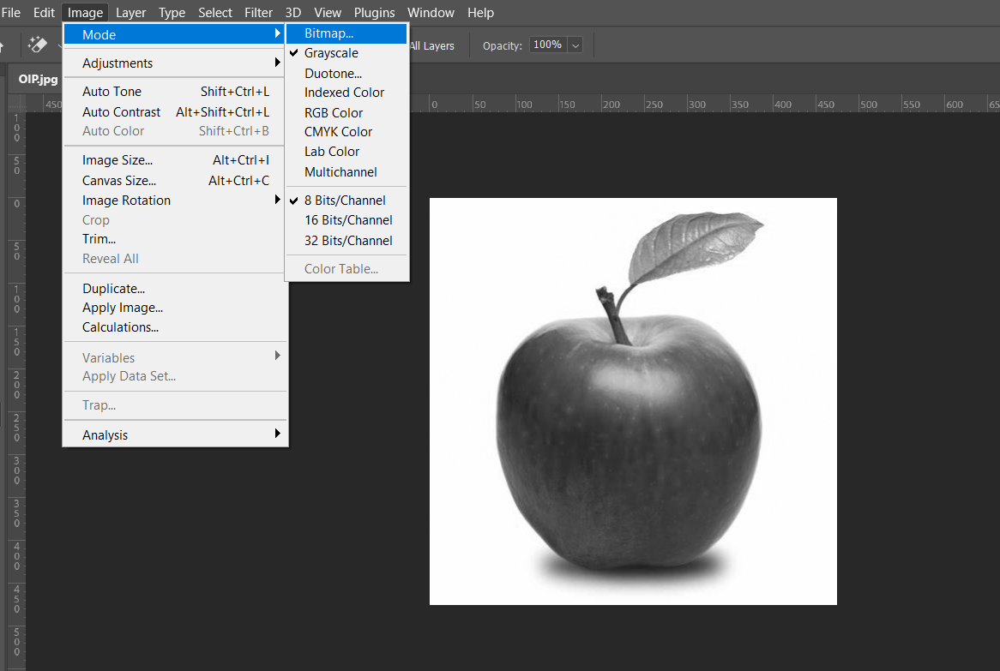 File Edit Image Layer Type Select Filter 3D View Plugins Window Help
All Layers Opacity: 100%
OIP.jpg
Mode
Adjustments
Auto Tone Shift+Ctrl+L
Auto Contrast Alt+Shift+Ctrl+L
Auto Color Shift+Ctrl+B
Image Size... Alt+Ctrl+I
Canvas Size... Alt+Ctrl+C
Image Rotation
Crop
Trim...
Reveal All
Duplicate...
Apply Image...
Calculations...
Variables
Apply Data Set...
Trap...
Analysis
Bitmap...
Grayscale
Duotone...
Indexed Color
RGB Color
CMYK Color
Lab Color
Multichannel
8 Bits/Channel
16 Bits/Channel
32 Bits/Channel
Color Table...
450 0 50 100 150 200 250 300 350 400 450 500 550 600 65
100
50
0
50
100
150
200
250
300
350
400
450
500